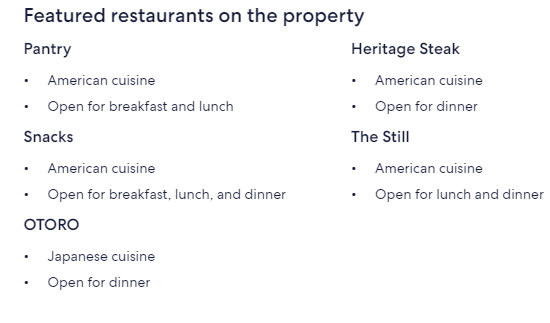 Featured restaurants on the property
Pantry
• American cuisine
• Open for breakfast and lunch
Heritage Steak
• American cuisine
• Open for dinner
Snacks
• American cuisine
• Open for breakfast, lunch, and dinner
The Still
• American cuisine
• Open for lunch and dinner
OTORO
• Japanese cuisine
• Open for dinner